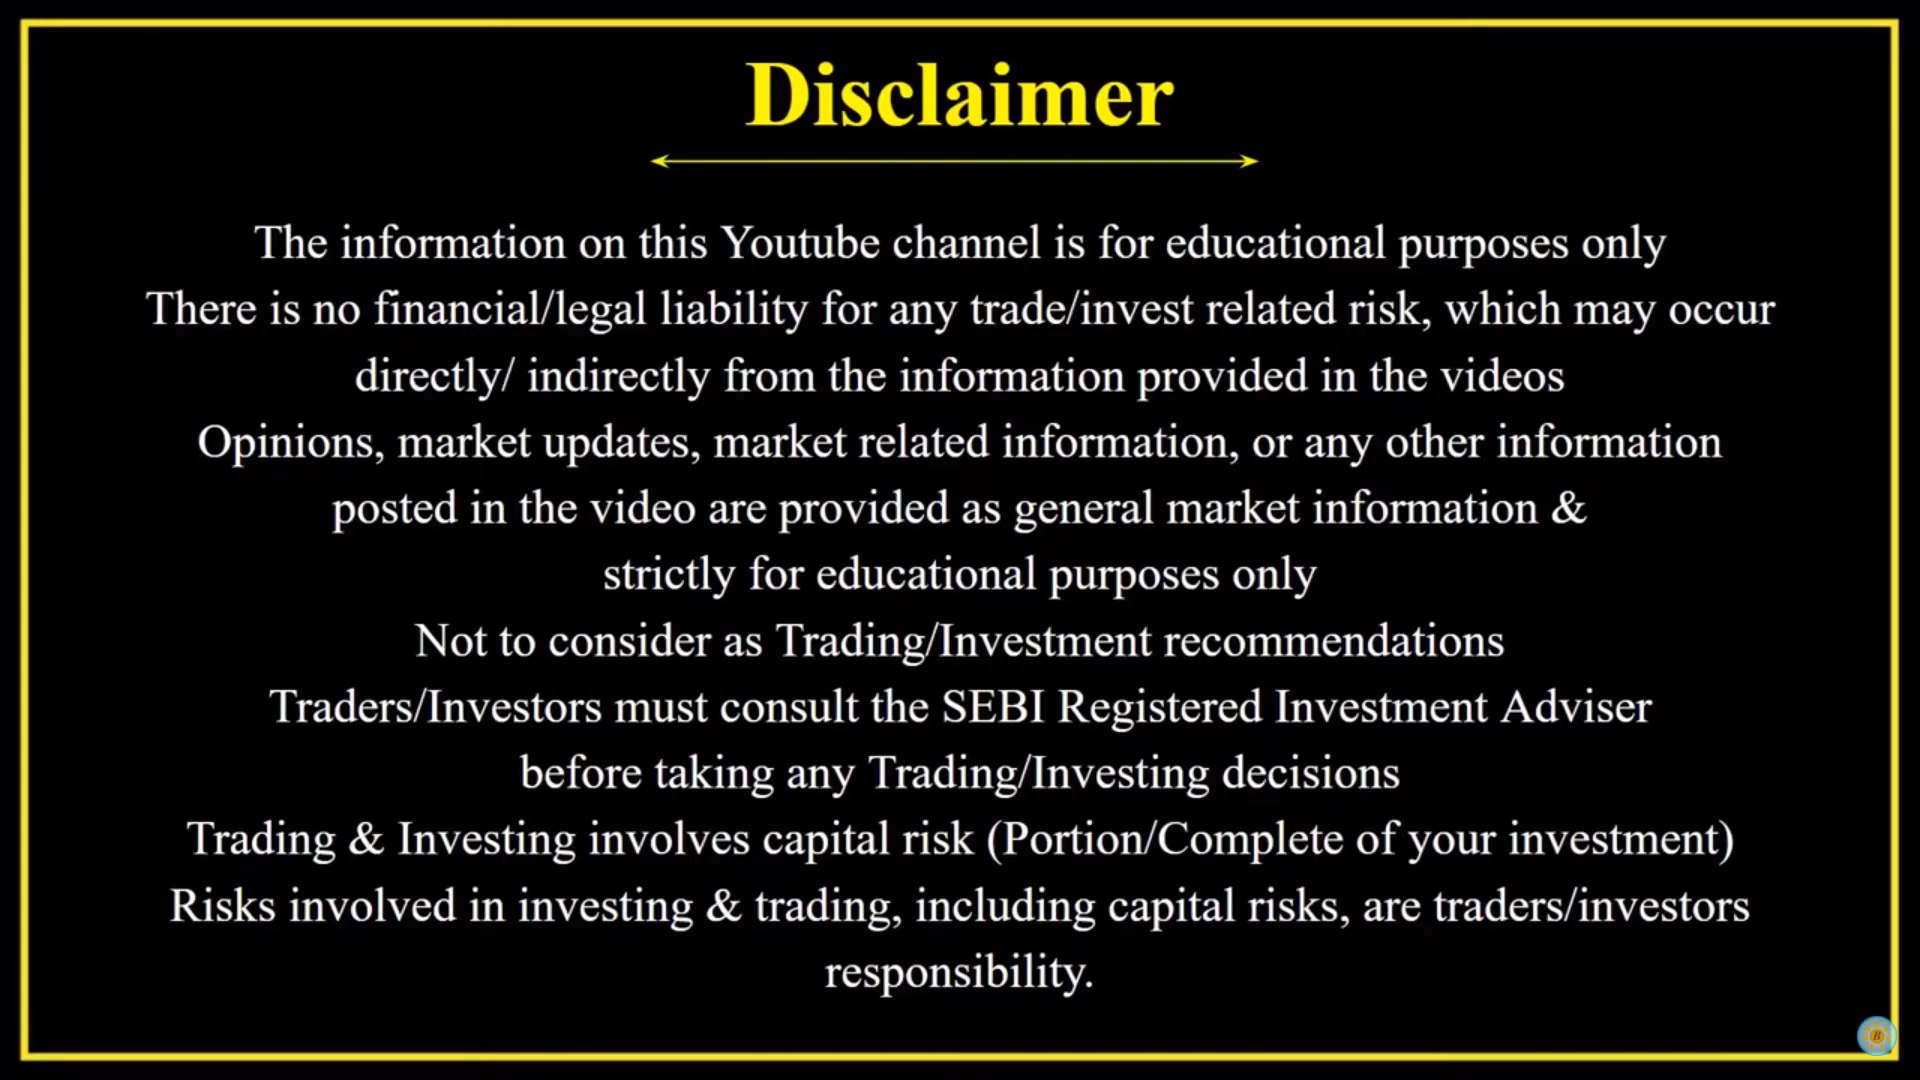 Disclaimer
The information on this Youtube channel is for educational purposes only
There is no financial/legal liability for any trade/invest related risk, which may occur
directly/ indirectly from the information provided in the videos
Opinions, market updates, market related information, or any other information
posted in the video are provided as general market information &
strictly for educational purposes only
Not to consider as Trading/Investment recommendations
Traders/Investors must consult the SEBI Registered Investment Adviser
before taking any Trading/Investing decisions
Trading & Investing involves capital risk (Portion/Complete of your investment)
Risks involved in investing & trading, including capital risks, are traders/investors
responsibility.